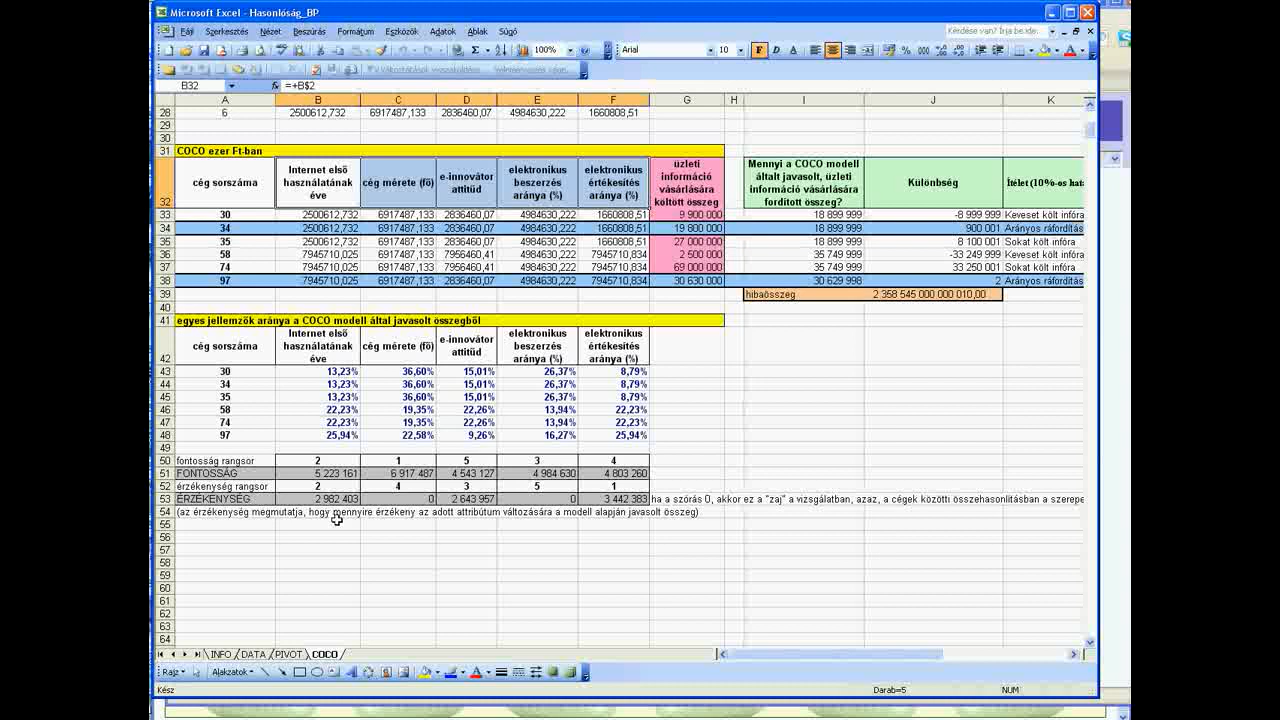 Microsoft Excel - Hasonlóság_BP
Fájl Szerkesztés Nézet Beszúrás Formátum Eszközök Adatok Ablak Súgó Kérdése van? Írja be ide.
100% Arial 10 F D A
B32 fx =+B$2
A B C D E F G H I J K
28 6 2500612,732 6917487,133 2836460,07 4984630,222 1660808,51
29
30
31 COCO ezer Ft-ban
32 cég sorszáma Internet első használatának éve cég mérete (fő) e-innovátor attitűd elektronikus beszerzés aránya (%) elektronikus értékesítés aránya (%) üzleti információ vásárlására költött összeg Mennyi a COCO modell általt javasolt, üzleti információ vásárlására fordított összeg? Különbség Ítélet (10%-os hat
33 30 2500612,732 6917487,133 2836460,07 4984630,222 1660808,51 9 900 000 18 899 999 -8 999 999 Keveset költ infóra
34 34 2500612,732 6917487,133 2836460,07 4984630,222 1660808,51 19 800 000 18 899 999 900 001 Arányos ráfordítás
35 35 2500612,732 6917487,133 2836460,07 4984630,222 1660808,51 27 000 000 18 899 999 8 100 001 Sokat költ infóra
36 58 7945710,025 6917487,133 7956460,41 4984630,222 7945710,834 2 500 000 35 749 999 -33 249 999 Keveset költ infóra
37 74 7945710,025 6917487,133 7956460,41 4984630,222 7945710,834 69 000 000 35 749 999 33 250 001 Sokat költ infóra
38 97 7945710,025 6917487,133 2836460,07 4984630,222 7945710,834 30 630 000 30 629 998 2 Arányos ráfordítás
39 hibaösszeg 2 358 545 000 000 010,00
40
41 egyes jellemzők aránya a COCO modell által javasolt összegből
42 cég sorszáma Internet első használatának éve cég mérete (fő) e-innovátor attitűd elektronikus beszerzés aránya (%) elektronikus értékesítés aránya (%)
43 30 13,23% 36,60% 15,01% 26,37% 8,79%
44 34 13,23% 36,60% 15,01% 26,37% 8,79%
45 35 13,23% 36,60% 15,01% 26,37% 8,79%
46 58 22,23% 19,35% 22,26% 13,94% 22,23%
47 74 22,23% 19,35% 22,26% 13,94% 22,23%
48 97 25,94% 22,58% 9,26% 16,27% 25,94%
49
50 fontosság rangsor 2 1 5 3 4
51 FONTOSSÁG 5 223 161 6 917 487 4 543 127 4 984 630 4 803 260
52 érzékenység rangsor 2 4 3 5 1
53 ÉRZÉKENYSÉG 2 982 403 0 2 643 957 0 3 442 383 ha a szórás 0, akkor ez a "zaj" a vizsgálatban, azaz, a cégek közötti összehasonlításban a szerepe
54 (az érzékenység megmutatja, hogy mennyire érzékeny az adott attribútum változására a modell alapján javasolt összeg)
55
56
57
58
59
60
61
62
63
64
INFO DATA PIVOT COCO
Rajz Alakzatok
Kész Darab=5 NUM